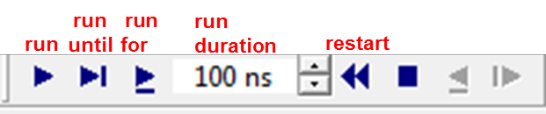 run run run
run until for duration restart
100 ns